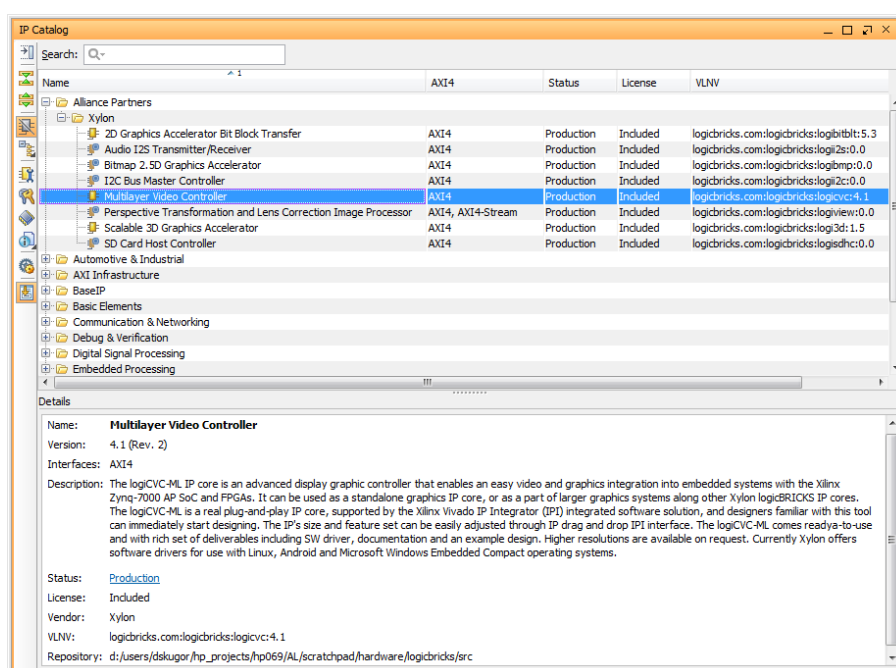 IP Catalog
Search:
Name 1 AXI4 Status License VLNV
Alliance Partners
Xylon
2D Graphics Accelerator Bit Block Transfer AXI4 Production Included logicbricks.com:logicbricks:logibitblt:5.3
Audio I2S Transmitter/Receiver AXI4 Production Included logicbricks.com:logicbricks:logii2s:0.0
Bitmap 2.5D Graphics Accelerator AXI4 Production Included logicbricks.com:logicbricks:logibmp:0.0
I2C Bus Master Controller AXI4 Production Included logicbricks.com:logicbricks:logii2c:0.0
Multilayer Video Controller AXI4 Production Included logicbricks.com:logicbricks:logicvc:4.1
Perspective Transformation and Lens Correction Image Processor AXI4, AXI4-Stream Production Included logicbricks.com:logicbricks:logiview:0.0
Scalable 3D Graphics Accelerator AXI4 Production Included logicbricks.com:logicbricks:logi3d:1.5
SD Card Host Controller AXI4 Production Included logicbricks.com:logicbricks:logisdhc:0.0
Automotive & Industrial
AXI Infrastructure
BaseIP
Basic Elements
Communication & Networking
Debug & Verification
Digital Signal Processing
Embedded Processing
Details
Name: Multilayer Video Controller
Version: 4.1 (Rev. 2)
Interfaces: AXI4
Description: The logiCVC-ML IP core is an advanced display graphic controller that enables an easy video and graphics integration into embedded systems with the Xilinx
Zynq-7000 AP SoC and FPGAs. It can be used as a standalone graphics IP core, or as a part of larger graphics systems along other Xylon logicBRICKS IP cores.
The logiCVC-ML is a real plug-and-play IP core, supported by the Xilinx Vivado IP Integrator (IPI) integrated software solution, and designers familiar with this tool
can immediately start designing. The IP's size and feature set can be easily adjusted through IP drag and drop IPI interface. The logiCVC-ML comes readya-to-use
and with rich set of deliverables including SW driver, documentation and an example design. Higher resolutions are available on request. Currently Xylon offers
software drivers for use with Linux, Android and Microsoft Windows Embedded Compact operating systems.
Status: Production
License: Included
Vendor: Xylon
VLNV: logicbricks.com:logicbricks:logicvc:4.1
Repository: d:/users/dskugor/hp_projects/hp069/AL/scratchpad/hardware/logicbricks/src